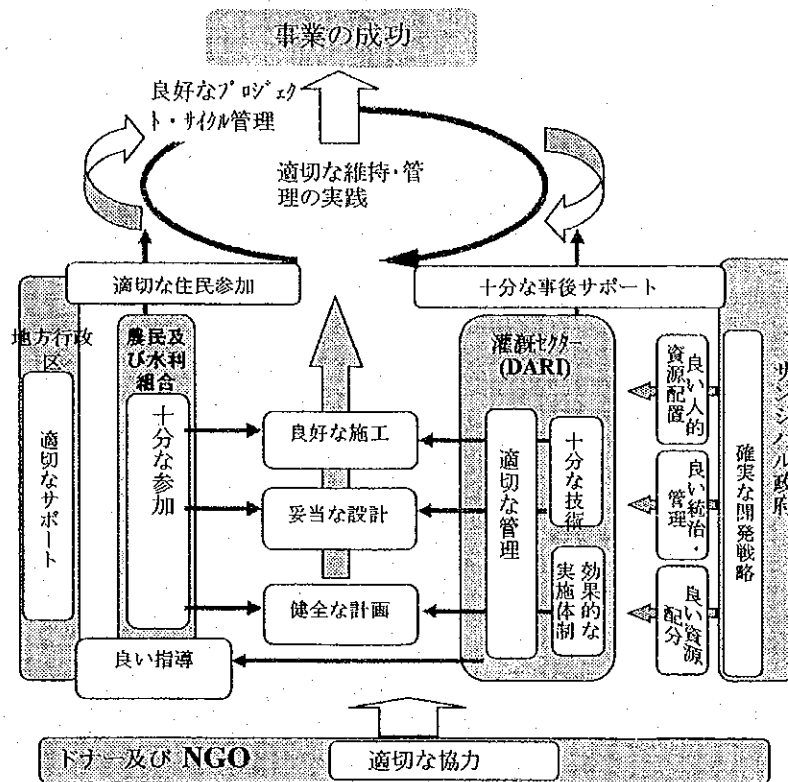 事業の成功
良好なプロジェク
ト・サイクル管理
適切な維持・管
理の実践
適切な住民参加
十分な事後サポート
地方行政
区
適切なサポート
農民及
び水利
組合
十分な参加
良好な施工
妥当な設計
健全な計画
灌漑セクター
(DARI)
適切な管理
十分な技術
効果的な
実施体制
良い人的
資源配置
良い統治・
管理
良い資源
配分
確実な開発戦略
ザンジバル政府
良い指導
ドナー及び NGO
適切な協力